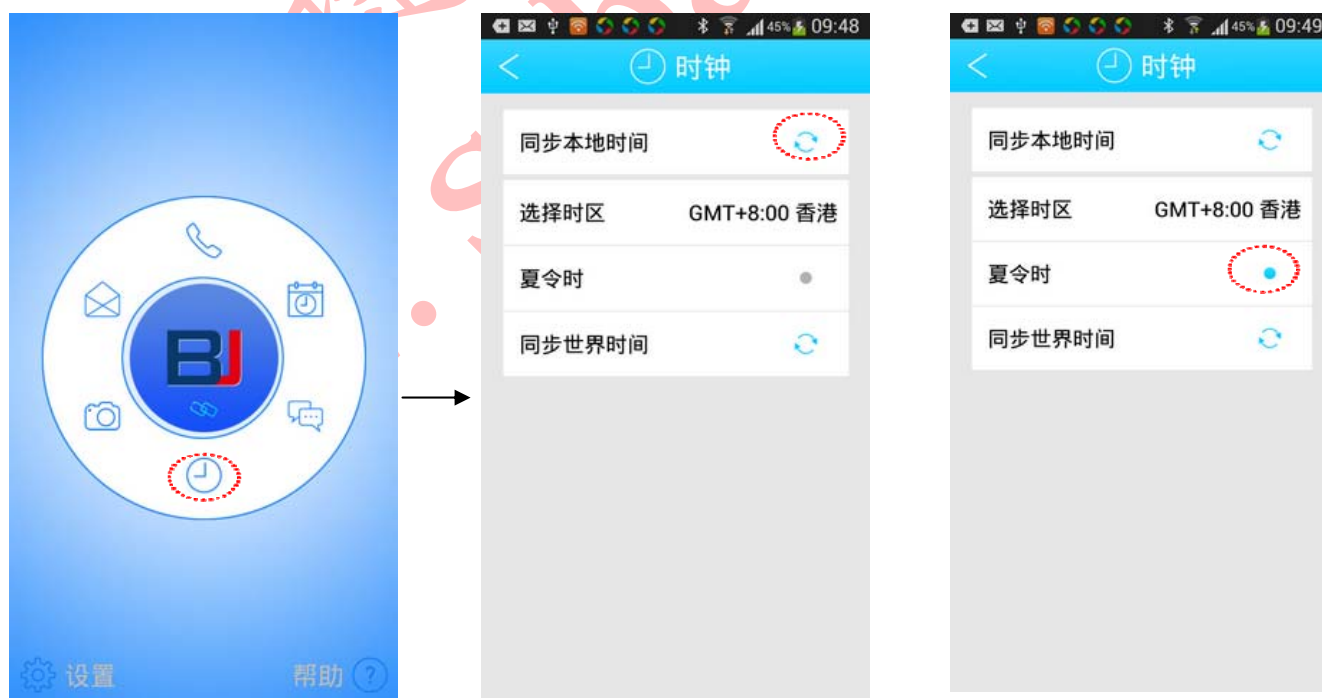 BJ
设置 帮助 ?
45% 09:48
时钟
同步本地时间
选择时区 GMT+8:00 香港
夏令时
同步世界时间
45% 09:49
时钟
同步本地时间
选择时区 GMT+8:00 香港
夏令时
同步世界时间